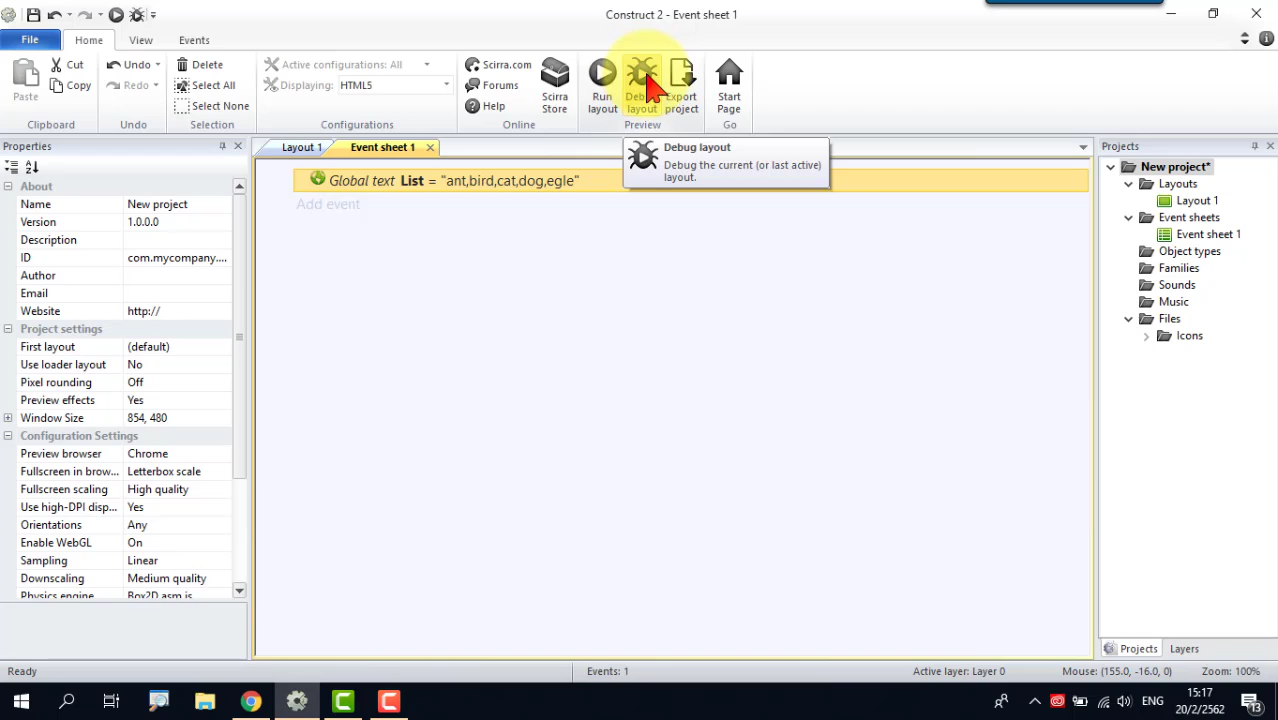 Construct 2 - Event sheet 1
File Home View Events
Paste
Cut
Copy
Clipboard
Undo
Redo
Undo
Delete
Select All
Select None
Selection
Active configurations: All
Displaying: HTML5
Configurations
Scirra.com
Forums
Help
Scirra
Store
Online
Run
layout
layout
Export
project
Preview
Start
Page
Go
Properties
About
Name New project
Version 1.0.0.0
Description
ID com.mycompany....
Author
Email
Website http://
Project settings
First layout (default)
Use loader layout No
Pixel rounding Off
Preview effects Yes
Window Size 854, 480
Configuration Settings
Preview browser Chrome
Fullscreen in brow... Letterbox scale
Fullscreen scaling High quality
Use high-DPI disp... Yes
Orientations Any
Enable WebGL On
Sampling Linear
Downscaling Medium quality
Physics engine Box2D asm.js
Layout 1 Event sheet 1
Global text List = "ant,bird,cat,dog,egle"
Add event
Debug layout
Debug the current (or last active)
layout.
Projects
New project*
Layouts
Layout 1
Event sheets
Event sheet 1
Object types
Families
Sounds
Music
Files
Icons
Projects Layers
Ready Events: 1 Active layer: Layer 0 Mouse: (155.0, -16.0, 0) Zoom: 100%
ENG
15:17
20/2/2562
13